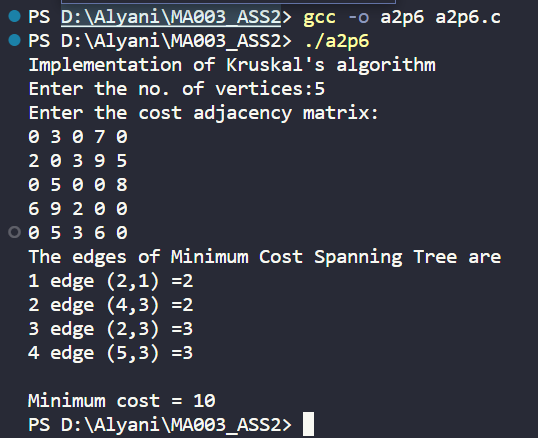 PS D:\Alyani\MA003_ASS2> gcc -o a2p6 a2p6.c
PS D:\Alyani\MA003_ASS2> ./a2p6
Implementation of Kruskal's algorithm
Enter the no. of vertices:5
Enter the cost adjacency matrix:
0 3 0 7 0
2 0 3 9 5
0 5 0 0 8
6 9 2 0 0
0 5 3 6 0
The edges of Minimum Cost Spanning Tree are
1 edge (2,1) =2
2 edge (4,3) =2
3 edge (2,3) =3
4 edge (5,3) =3
Minimum cost = 10
PS D:\Alyani\MA003_ASS2>